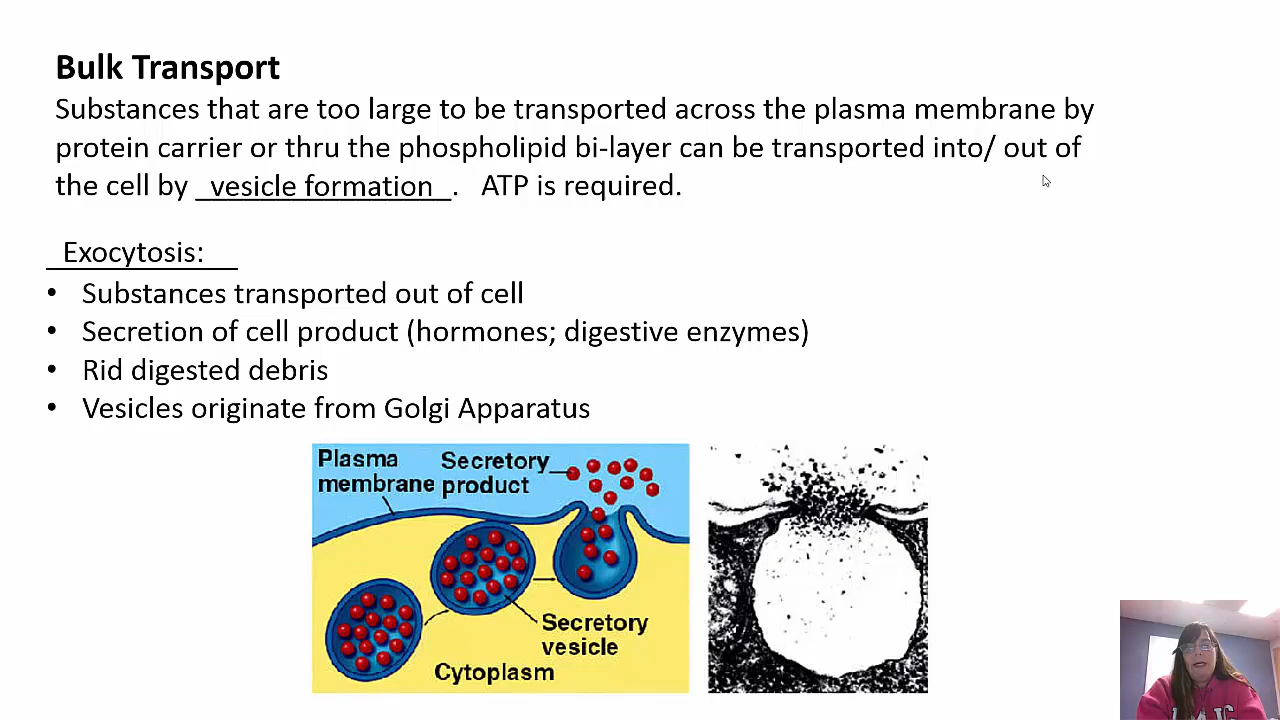 Bulk Transport
Substances that are too large to be transported across the plasma membrane by
protein carrier or thru the phospholipid bi-layer can be transported into/ out of
the cell by vesicle formation. ATP is required.
Exocytosis:
• Substances transported out of cell
• Secretion of cell product (hormones; digestive enzymes)
• Rid digested debris
• Vesicles originate from Golgi Apparatus
Plasma membrane
Secretory product
Secretory vesicle
Cytoplasm